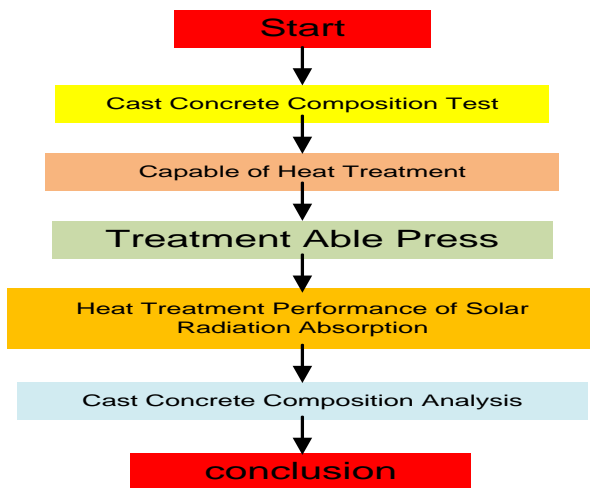 Start
Cast Concrete Composition Test
Capable of Heat Treatment
Treatment Able Press
Heat Treatment Performance of Solar
Radiation Absorption
Cast Concrete Composition Analysis
conclusion